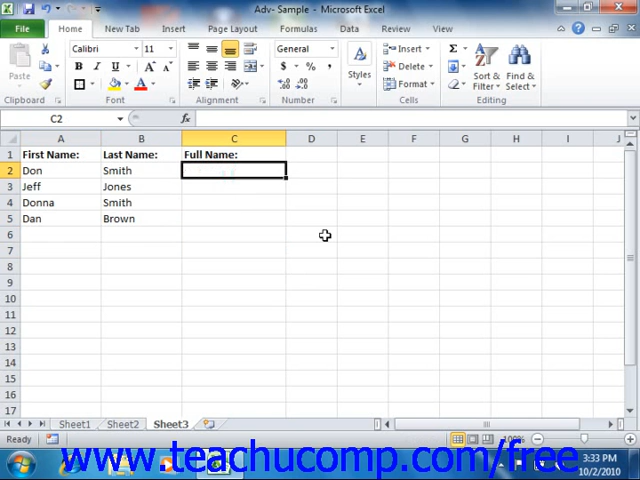 Adv- Sample - Microsoft Excel
File Home New Tab Insert Page Layout Formulas Data Review View
Paste Calibri 11 General Styles Insert Delete Format Sort & Filter Find & Select
B I U A A A $ % , Σ
Clipboard Font Alignment Number Cells Editing
C2 fx
A B C D E F G H I J
1 First Name: Last Name: Full Name:
2 Don Smith
3 Jeff Jones
4 Donna Smith
5 Dan Brown
6
7
8
9
10
11
12
13
14
15
16
17
Sheet1 Sheet2 Sheet3
Ready 100%
www.teachucomp.com/free
3:33 PM
10/2/2010